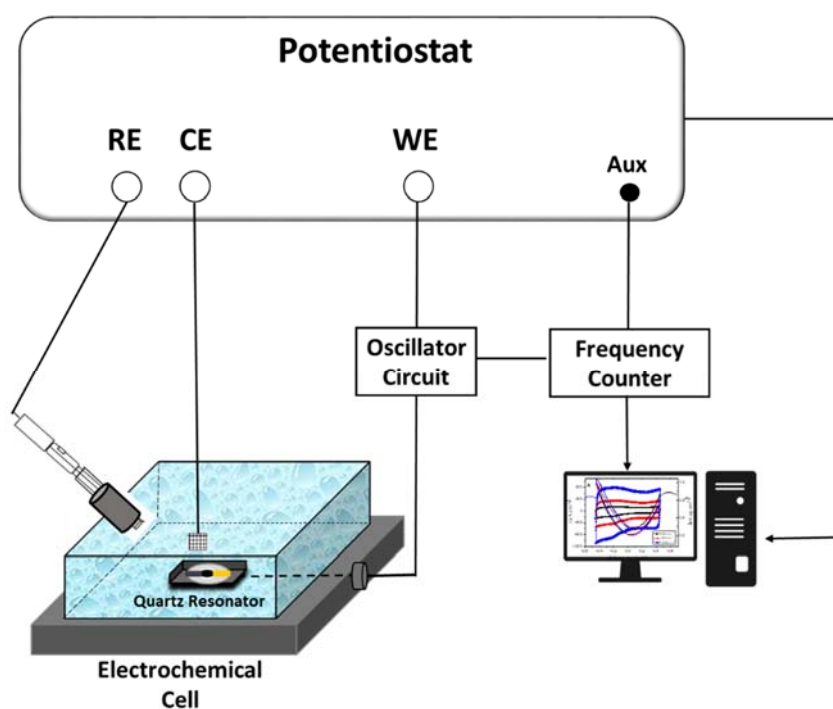 Potentiostat
RE CE WE
Aux
Oscillator
Circuit
Frequency
Counter
Quartz Resonator
Electrochemical
Cell